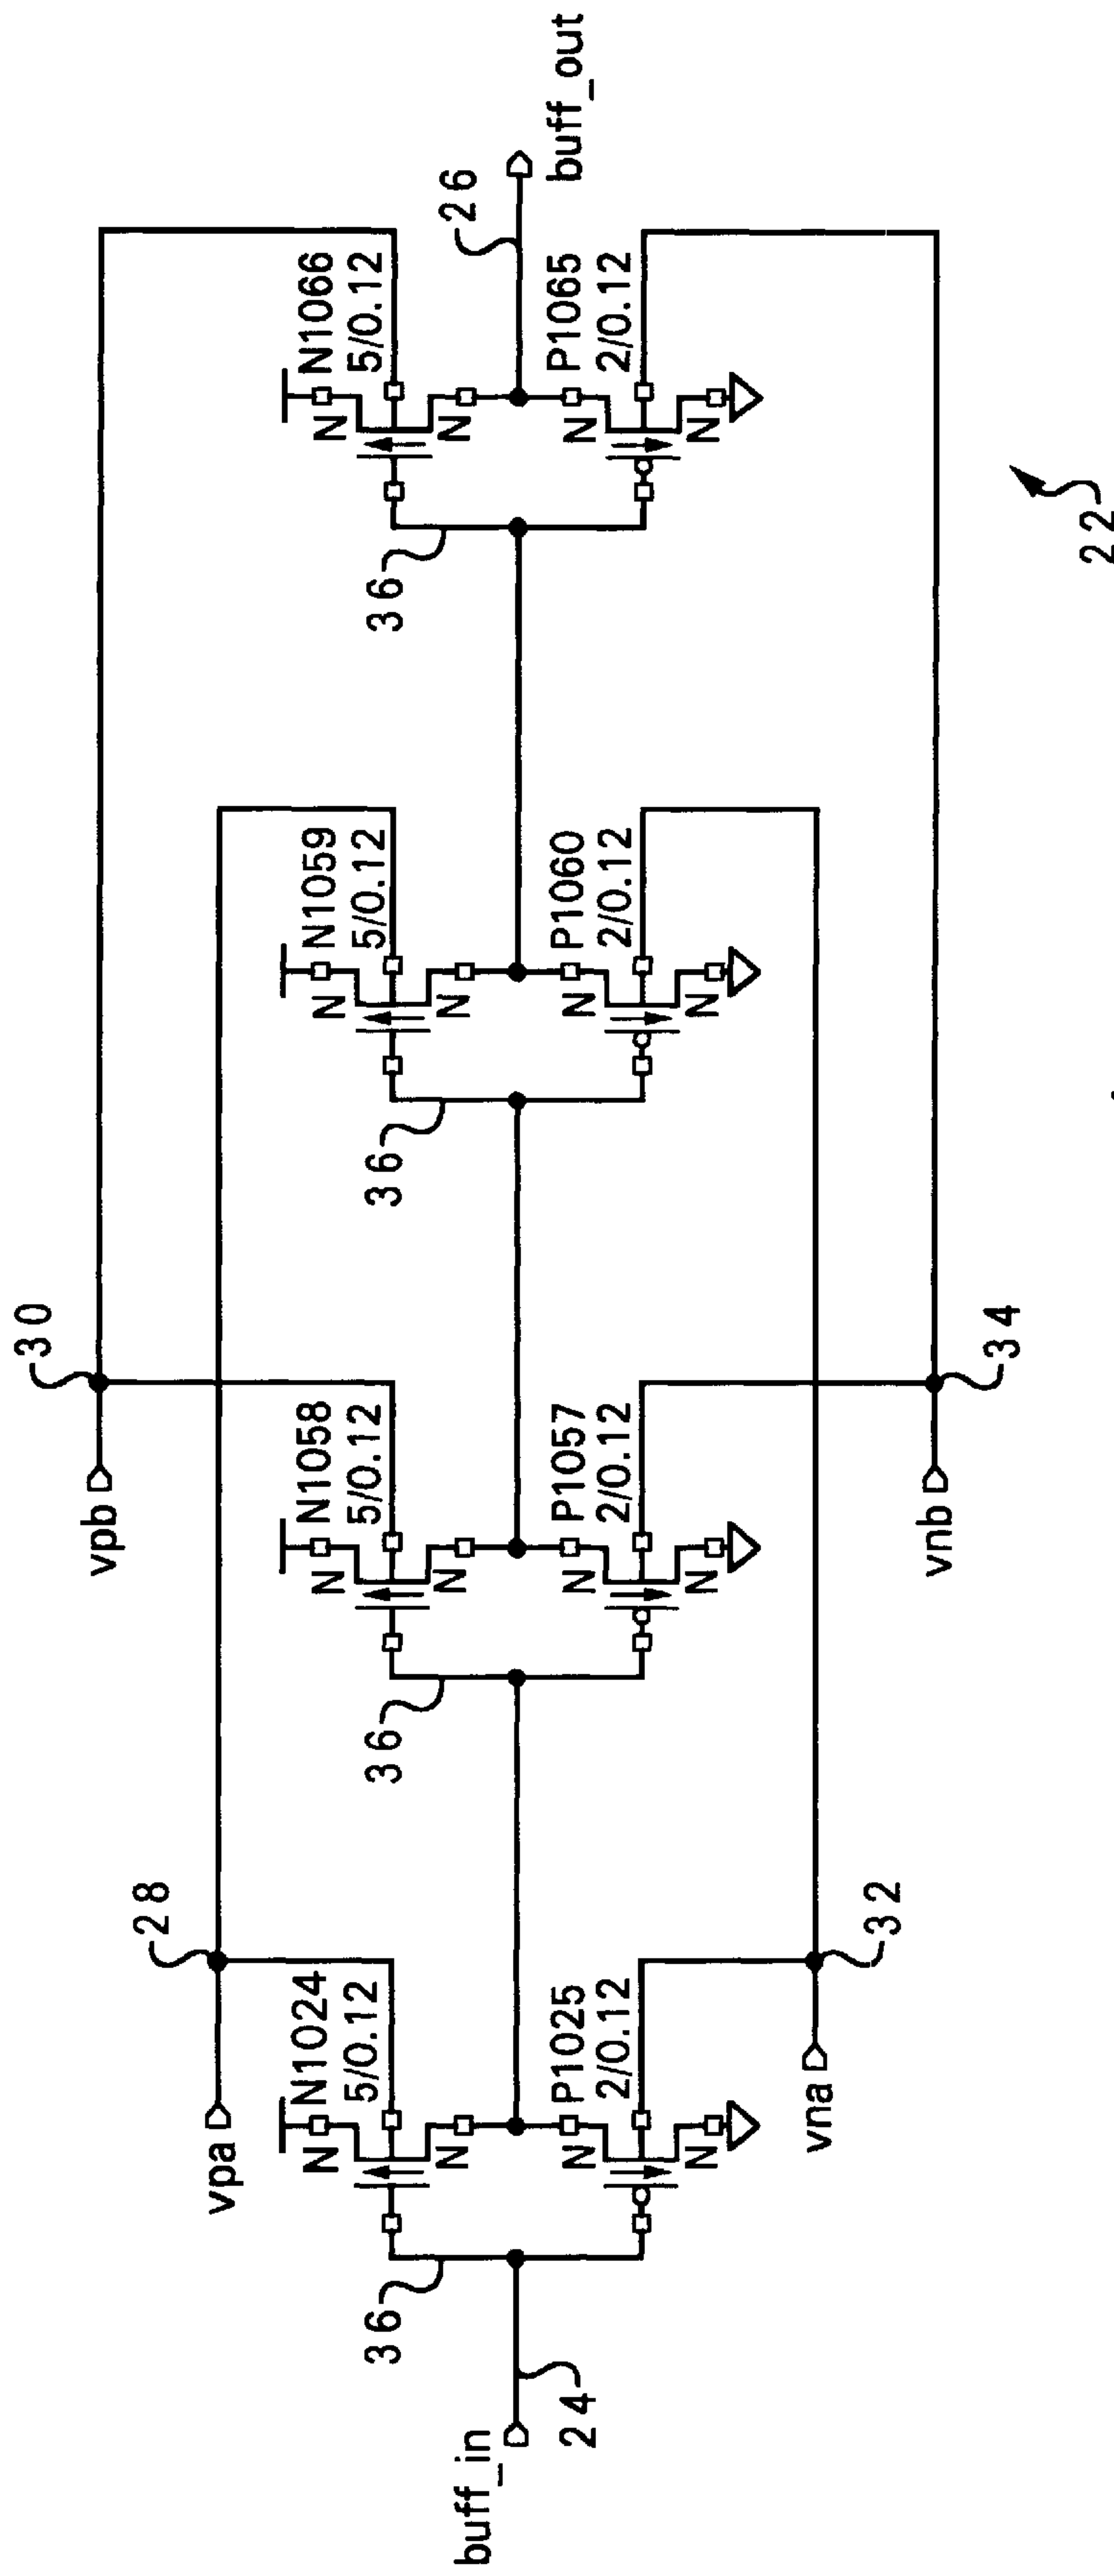 30
vpb
28
vpa
N1024
5/0.12
N1058
5/0.12
N1059
5/0.12
N1066
5/0.12
N
N
N
N
N
N
N
N
36
36
36
36
26
buff_in
buff_out
24
P1025
2/0.12
P1057
2/0.12
P1060
2/0.12
P1065
2/0.12
N
N
N
N
N
N
N
N
vna
32
vnb
34
22